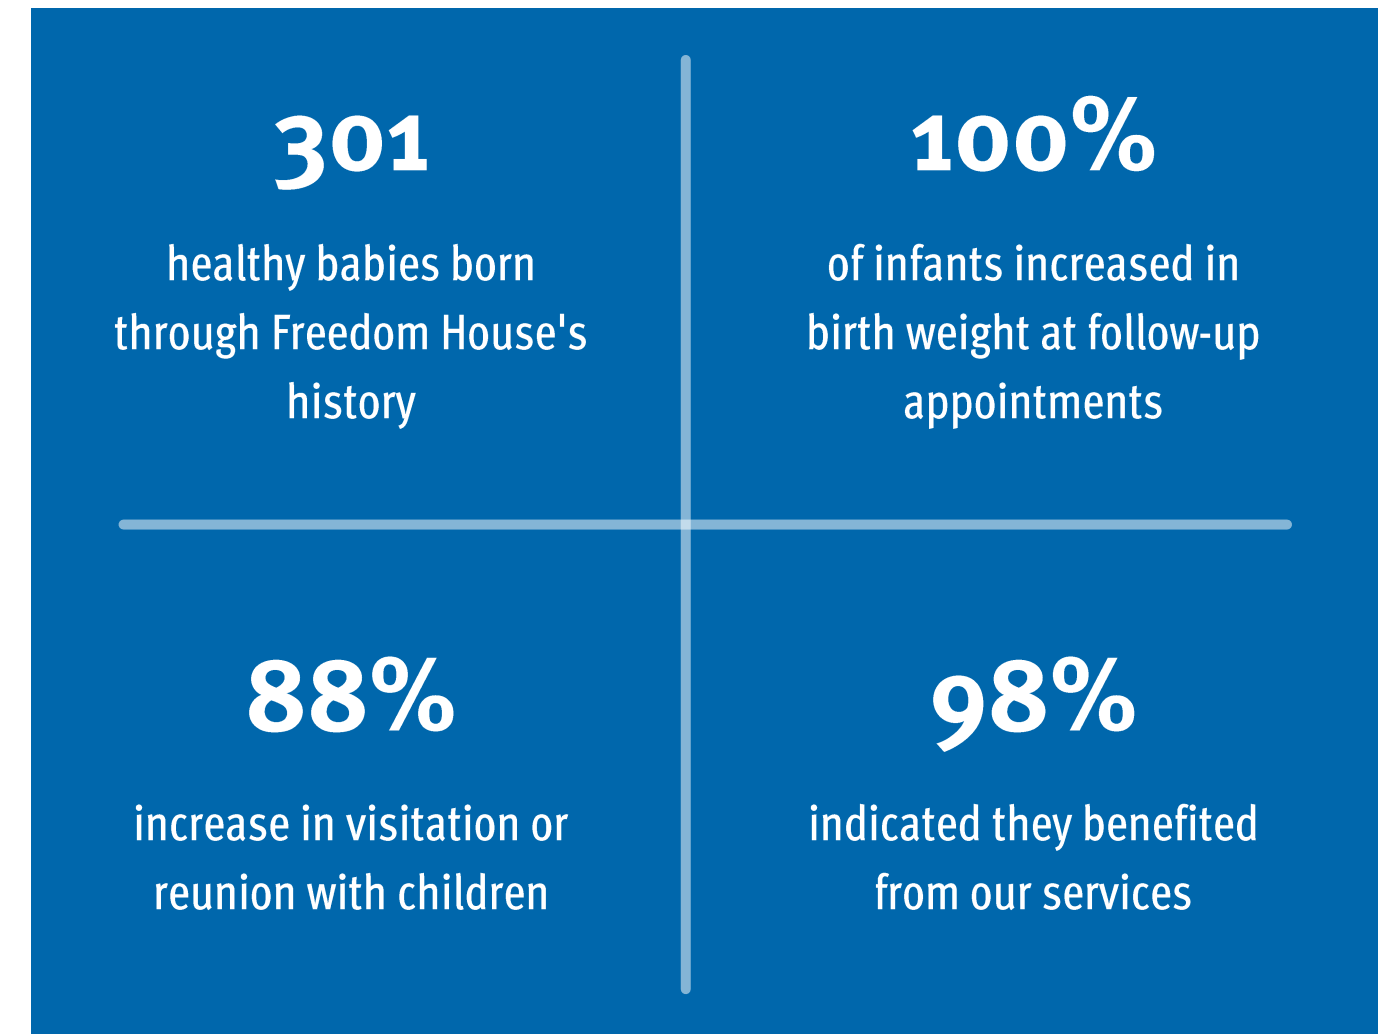 301
healthy babies born
through Freedom House's
history
100%
of infants increased in
birth weight at follow-up
appointments
88%
increase in visitation or
reunion with children
98%
indicated they benefited
from our services